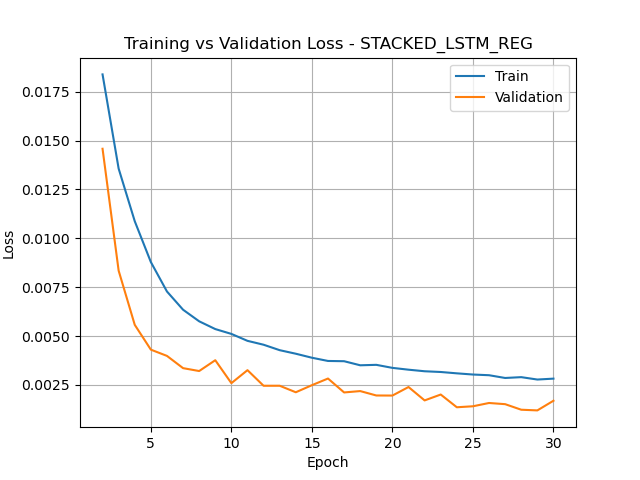 Training vs Validation Loss - STACKED_LSTM_REG
Train
Validation
0.0175
0.0150
0.0125
0.0100
0.0075
0.0050
0.0025
Loss
5 10 15 20 25 30
Epoch